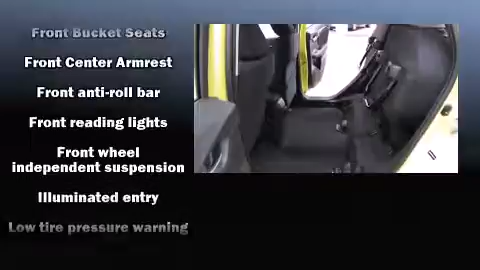 Front Bucket Seats
Front Center Armrest
Front anti-roll bar
Front reading lights
Front wheel
independent suspension
Illuminated entry
Low tire pressure warning